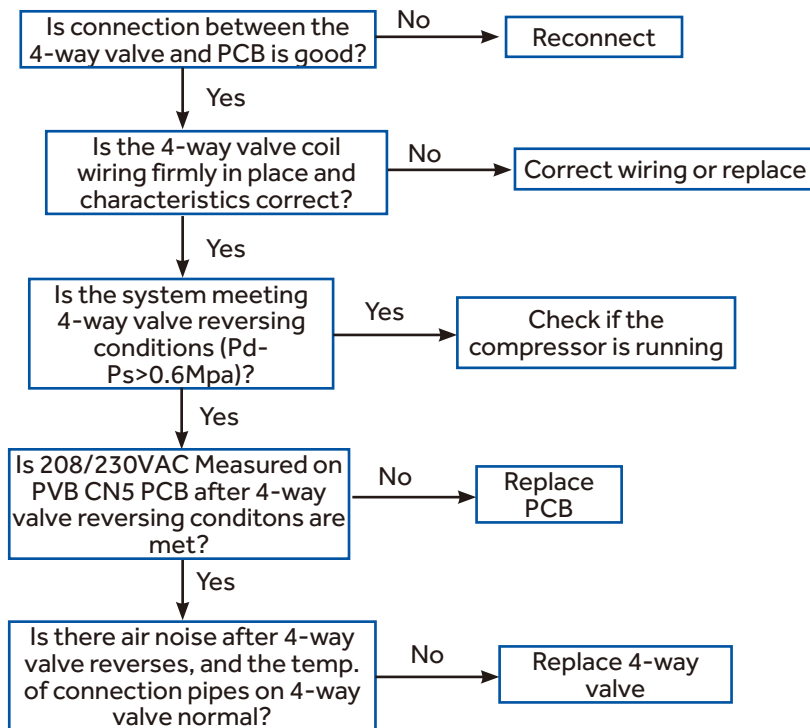 Is connection between the
4-way valve and PCB is good?
No
Reconnect
Yes
Is the 4-way valve coil
wiring firmly in place and
characteristics correct?
No
Correct wiring or replace
Yes
Is the system meeting
4-way valve reversing
conditions (Pd-
Ps>0.6Mpa)?
Yes
Check if the
compressor is running
Yes
Is 208/230VAC Measured on
PVB CN5 PCB after 4-way
valve reversing conditons are
met?
No
Replace
PCB
Yes
Is there air noise after 4-way
valve reverses, and the temp.
of connection pipes on 4-way
valve normal?
No
Replace 4-way
valve